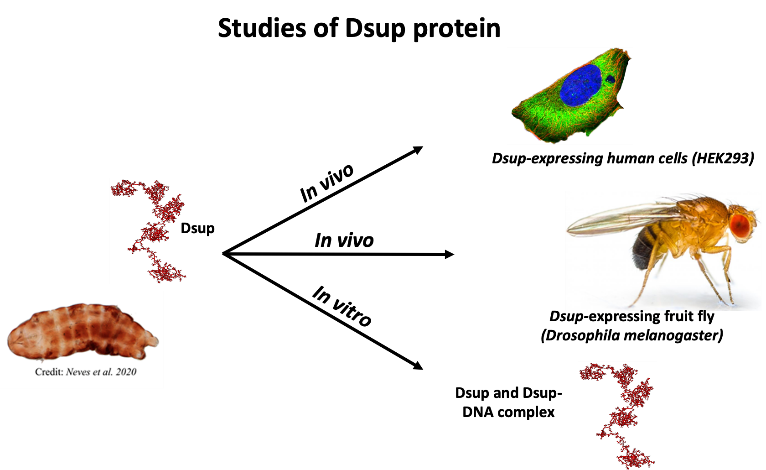 Studies of Dsup protein
Dsup-expressing human cells (HEK293)
In vivo
Dsup
In vivo
In vitro
Dsup-expressing fruit fly
(Drosophila melanogaster)
Credit: Neves et al. 2020
Dsup and Dsup-
DNA complex